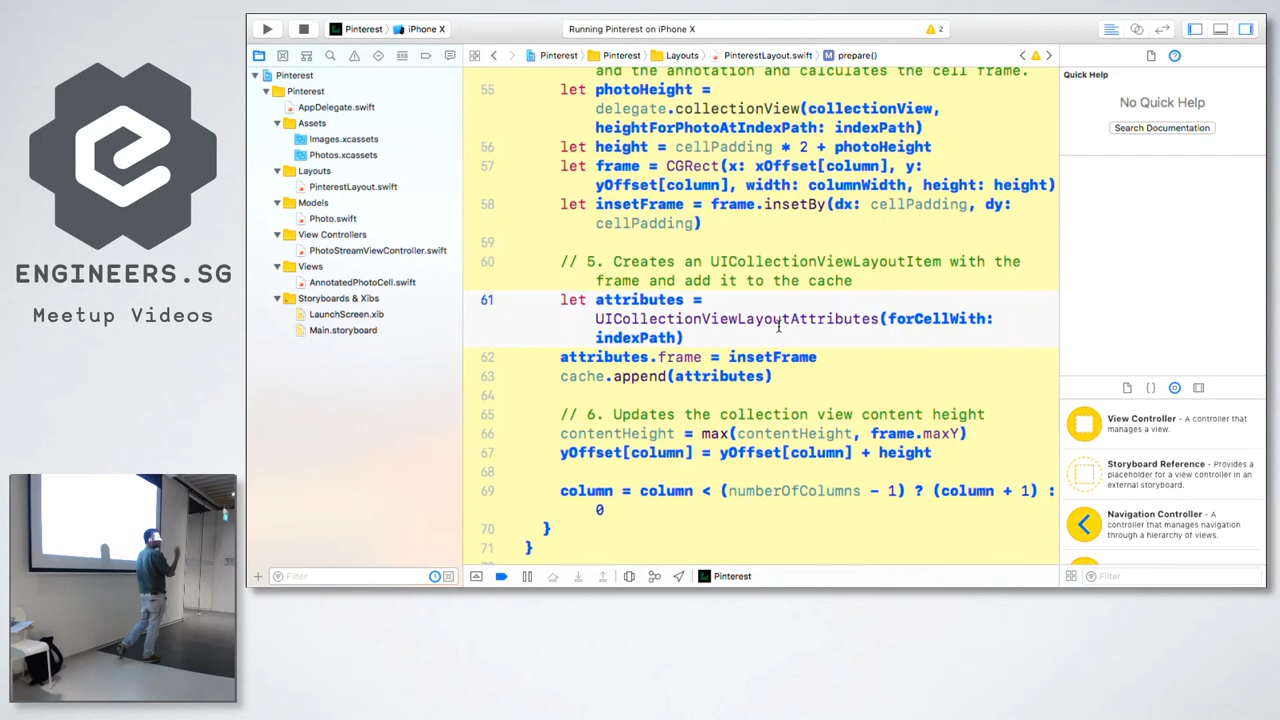 ENGINEERS.SG
Meetup Videos
Pinterest 〉 iPhone X
Running Pinterest on iPhone X
2
Pinterest 〉 Pinterest 〉 Layouts 〉 PinterestLayout.swift 〉 M prepare()
Pinterest
Pinterest
AppDelegate.swift
Assets
Images.xcassets
Photos.xcassets
Layouts
PinterestLayout.swift
Models
Photo.swift
View Controllers
PhotoStreamViewController.swift
Views
AnnotatedPhotoCell.swift
Storyboards & Xibs
LaunchScreen.xib
Main.storyboard
Filter
and the annotation and calculates the cell frame.
55 let photoHeight =
delegate.collectionView(collectionView,
heightForPhotoAtIndexPath: indexPath)
56 let height = cellPadding * 2 + photoHeight
57 let frame = CGRect(x: xOffset[column], y:
yOffset[column], width: columnWidth, height: height)
58 let insetFrame = frame.insetBy(dx: cellPadding, dy:
cellPadding)
59
60 // 5. Creates an UICollectionViewLayoutItem with the
frame and add it to the cache
61 let attributes =
UICollectionViewLayoutAttributes(forCellWith:
indexPath)
62 attributes.frame = insetFrame
63 cache.append(attributes)
64
65 // 6. Updates the collection view content height
66 contentHeight = max(contentHeight, frame.maxY)
67 yOffset[column] = yOffset[column] + height
68
69 column = column < (numberOfColumns - 1) ? (column + 1) :
0
70 }
71 }
Pinterest
Quick Help
No Quick Help
Search Documentation
View Controller - A controller that
manages a view.
Storyboard Reference - Provides a
placeholder for a view controller in an
external storyboard.
Navigation Controller - A
controller that manages navigation
through a hierarchy of views.
Filter